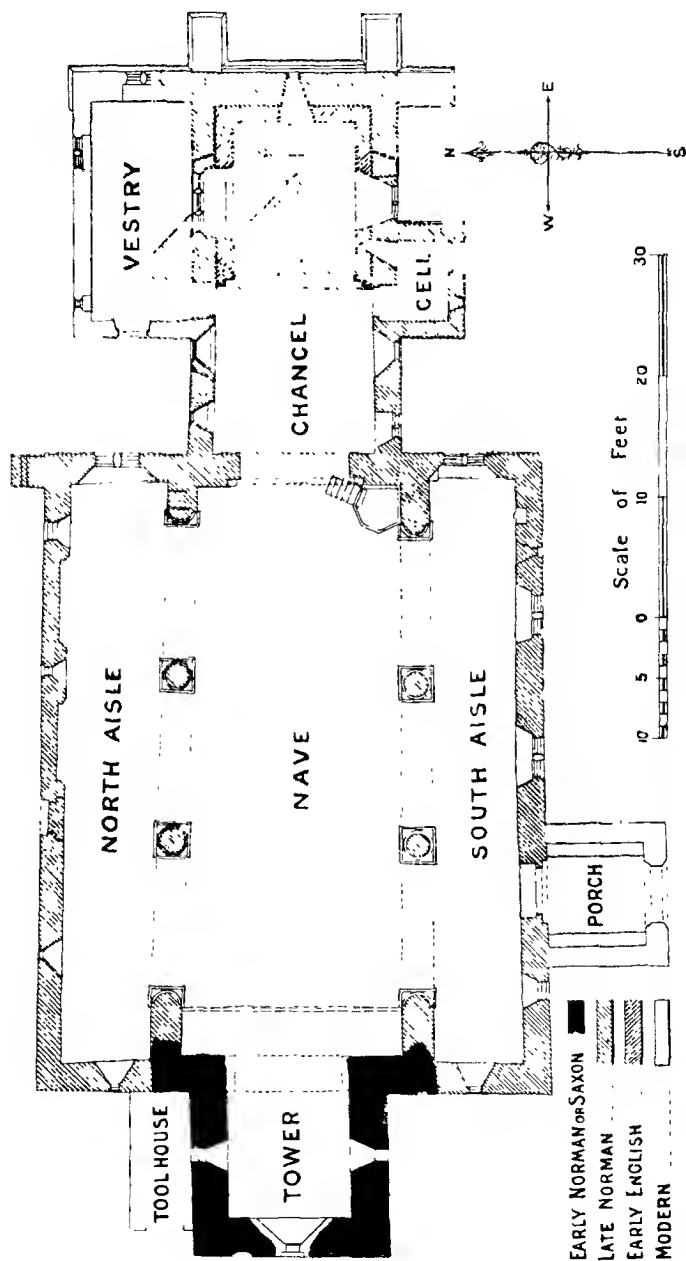 VESTRY
CELL
CHANCEL
NORTH AISLE
NAVE
SOUTH AISLE
TOOLHOUSE
TOWER
PORCH
N
E
W
S
Scale of Feet
10 5 0 10 20 30
EARLY NORMAN OR SAXON
LATE NORMAN
EARLY ENGLISH
MODERN